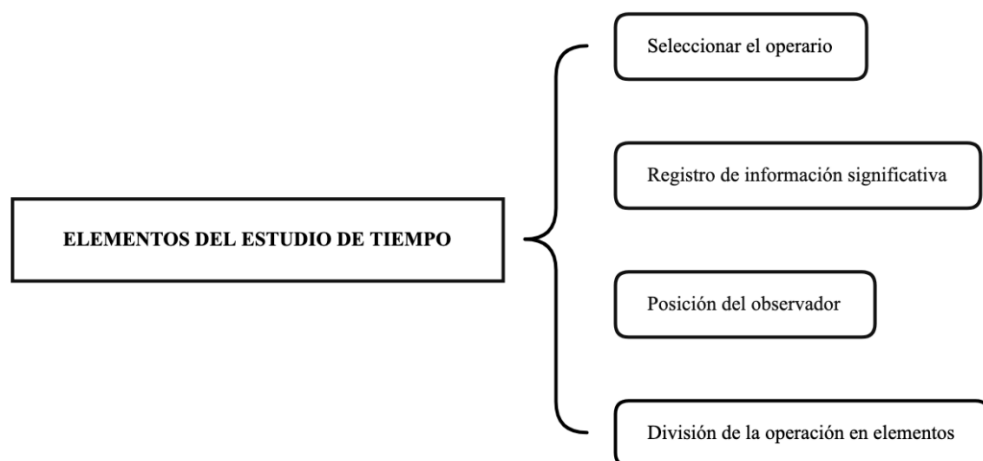 Seleccionar el operario
Registro de información significativa
ELEMENTOS DEL ESTUDIO DE TIEMPO
Posición del observador
División de la operación en elementos